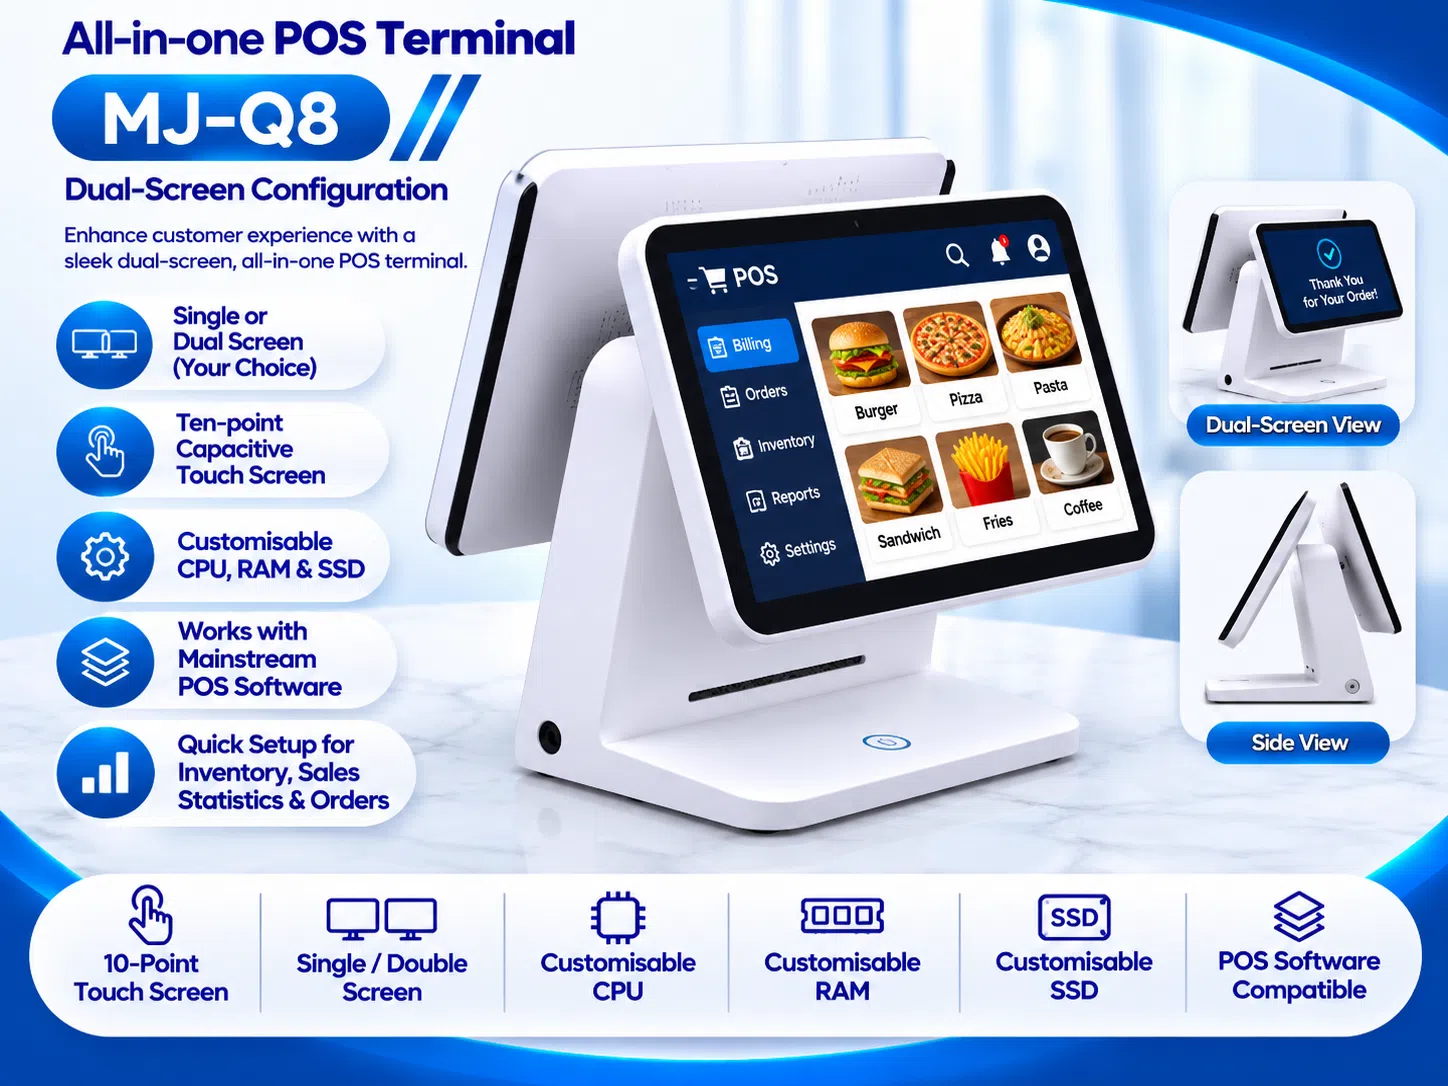 All-in-one POS Terminal
MJ-Q8
Dual-Screen Configuration
Enhance customer experience with a
sleek dual-screen, all-in-one POS terminal.
Single or
Dual Screen
(Your Choice)
Ten-point
Capacitive
Touch Screen
Customisable
CPU, RAM & SSD
Works with
Mainstream
POS Software
Quick Setup for
Inventory, Sales
Statistics & Orders
POS
Billing
Orders
Inventory
Reports
Settings
Burger
Pizza
Pasta
Sandwich
Fries
Coffee
Thank You
for Your Order!
Dual-Screen View
Side View
10-Point
Touch Screen
Single / Double
Screen
Customisable
CPU
Customisable
RAM
SSD
Customisable
SSD
POS Software
Compatible